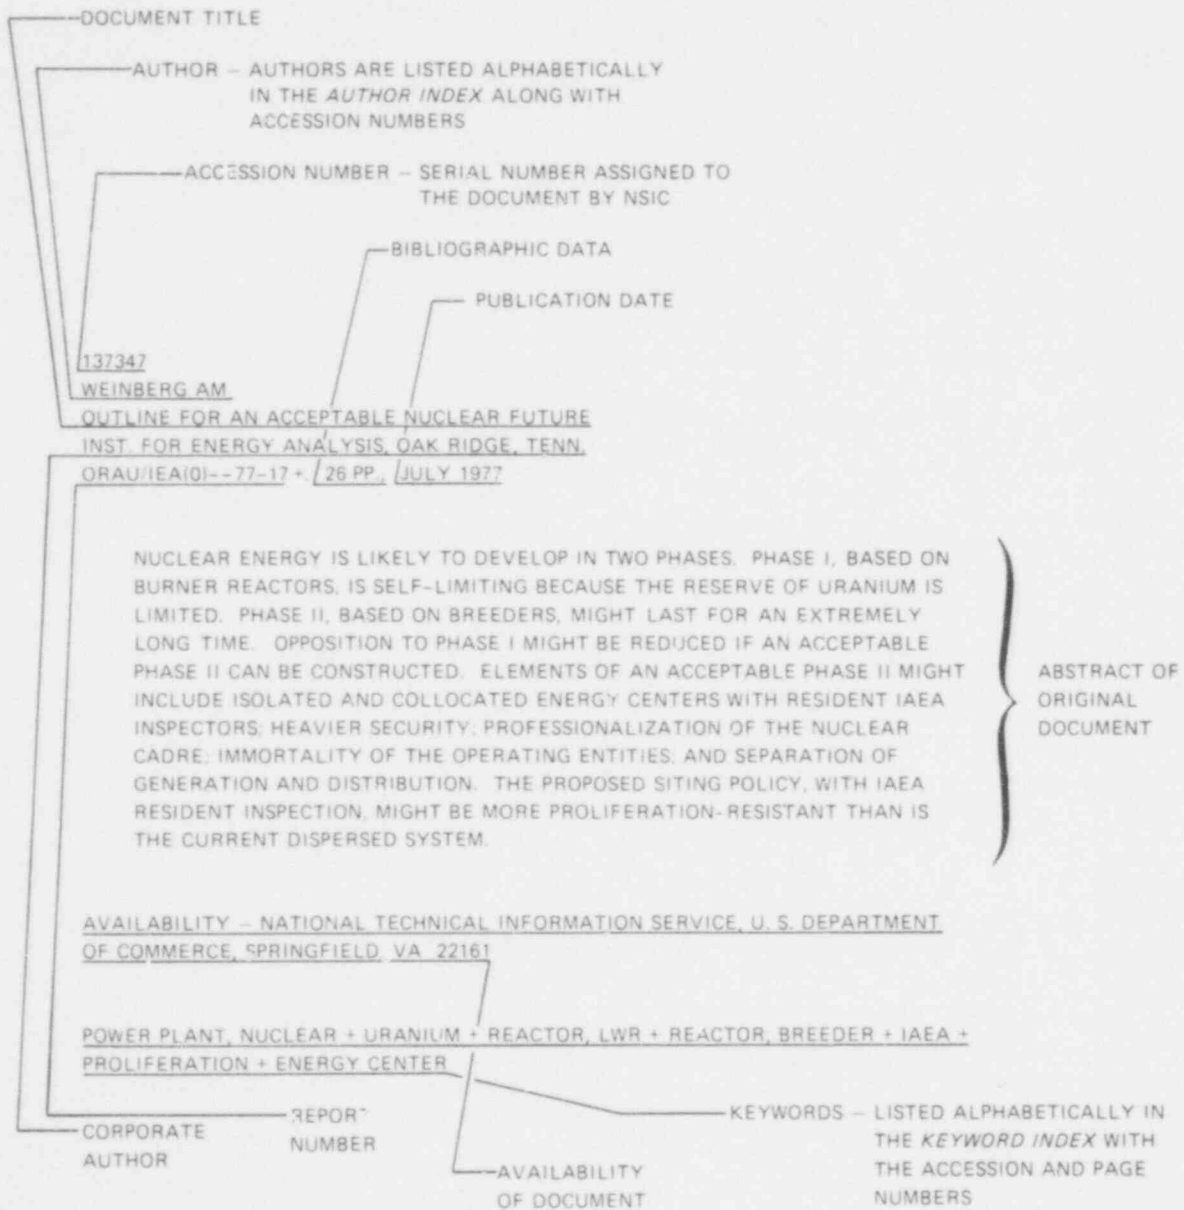 DOCUMENT TITLE
AUTHOR – AUTHORS ARE LISTED ALPHABETICALLY
IN THE AUTHOR INDEX ALONG WITH
ACCESSION NUMBERS
ACCESSION NUMBER – SERIAL NUMBER ASSIGNED TO
THE DOCUMENT BY NSIC
BIBLIOGRAPHIC DATA
PUBLICATION DATE
137347
WEINBERG AM
OUTLINE FOR AN ACCEPTABLE NUCLEAR FUTURE
INST. FOR ENERGY ANALYSIS, OAK RIDGE, TENN.
ORAU/IEA(O)--77-17 +. 26 PP., JULY 1977
NUCLEAR ENERGY IS LIKELY TO DEVELOP IN TWO PHASES. PHASE I, BASED ON
BURNER REACTORS, IS SELF-LIMITING BECAUSE THE RESERVE OF URANIUM IS
LIMITED. PHASE II, BASED ON BREEDERS, MIGHT LAST FOR AN EXTREMELY
LONG TIME. OPPOSITION TO PHASE I MIGHT BE REDUCED IF AN ACCEPTABLE
PHASE II CAN BE CONSTRUCTED. ELEMENTS OF AN ACCEPTABLE PHASE II MIGHT
INCLUDE ISOLATED AND COLLOCATED ENERGY CENTERS WITH RESIDENT IAEA
INSPECTORS; HEAVIER SECURITY; PROFESSIONALIZATION OF THE NUCLEAR
CADRE; IMMORTALITY OF THE OPERATING ENTITIES; AND SEPARATION OF
GENERATION AND DISTRIBUTION. THE PROPOSED SITING POLICY, WITH IAEA
RESIDENT INSPECTION, MIGHT BE MORE PROLIFERATION-RESISTANT THAN IS
THE CURRENT DISPERSED SYSTEM.
ABSTRACT OF
ORIGINAL
DOCUMENT
AVAILABILITY – NATIONAL TECHNICAL INFORMATION SERVICE, U. S. DEPARTMENT
OF COMMERCE, SPRINGFIELD, VA 22161
POWER PLANT, NUCLEAR + URANIUM + REACTOR, LWR + REACTOR, BREEDER + IAEA +
PROLIFERATION + ENERGY CENTER
CORPORATE
AUTHOR
REPORT
NUMBER
AVAILABILITY
OF DOCUMENT
KEYWORDS – LISTED ALPHABETICALLY IN
THE KEYWORD INDEX WITH
THE ACCESSION AND PAGE
NUMBERS